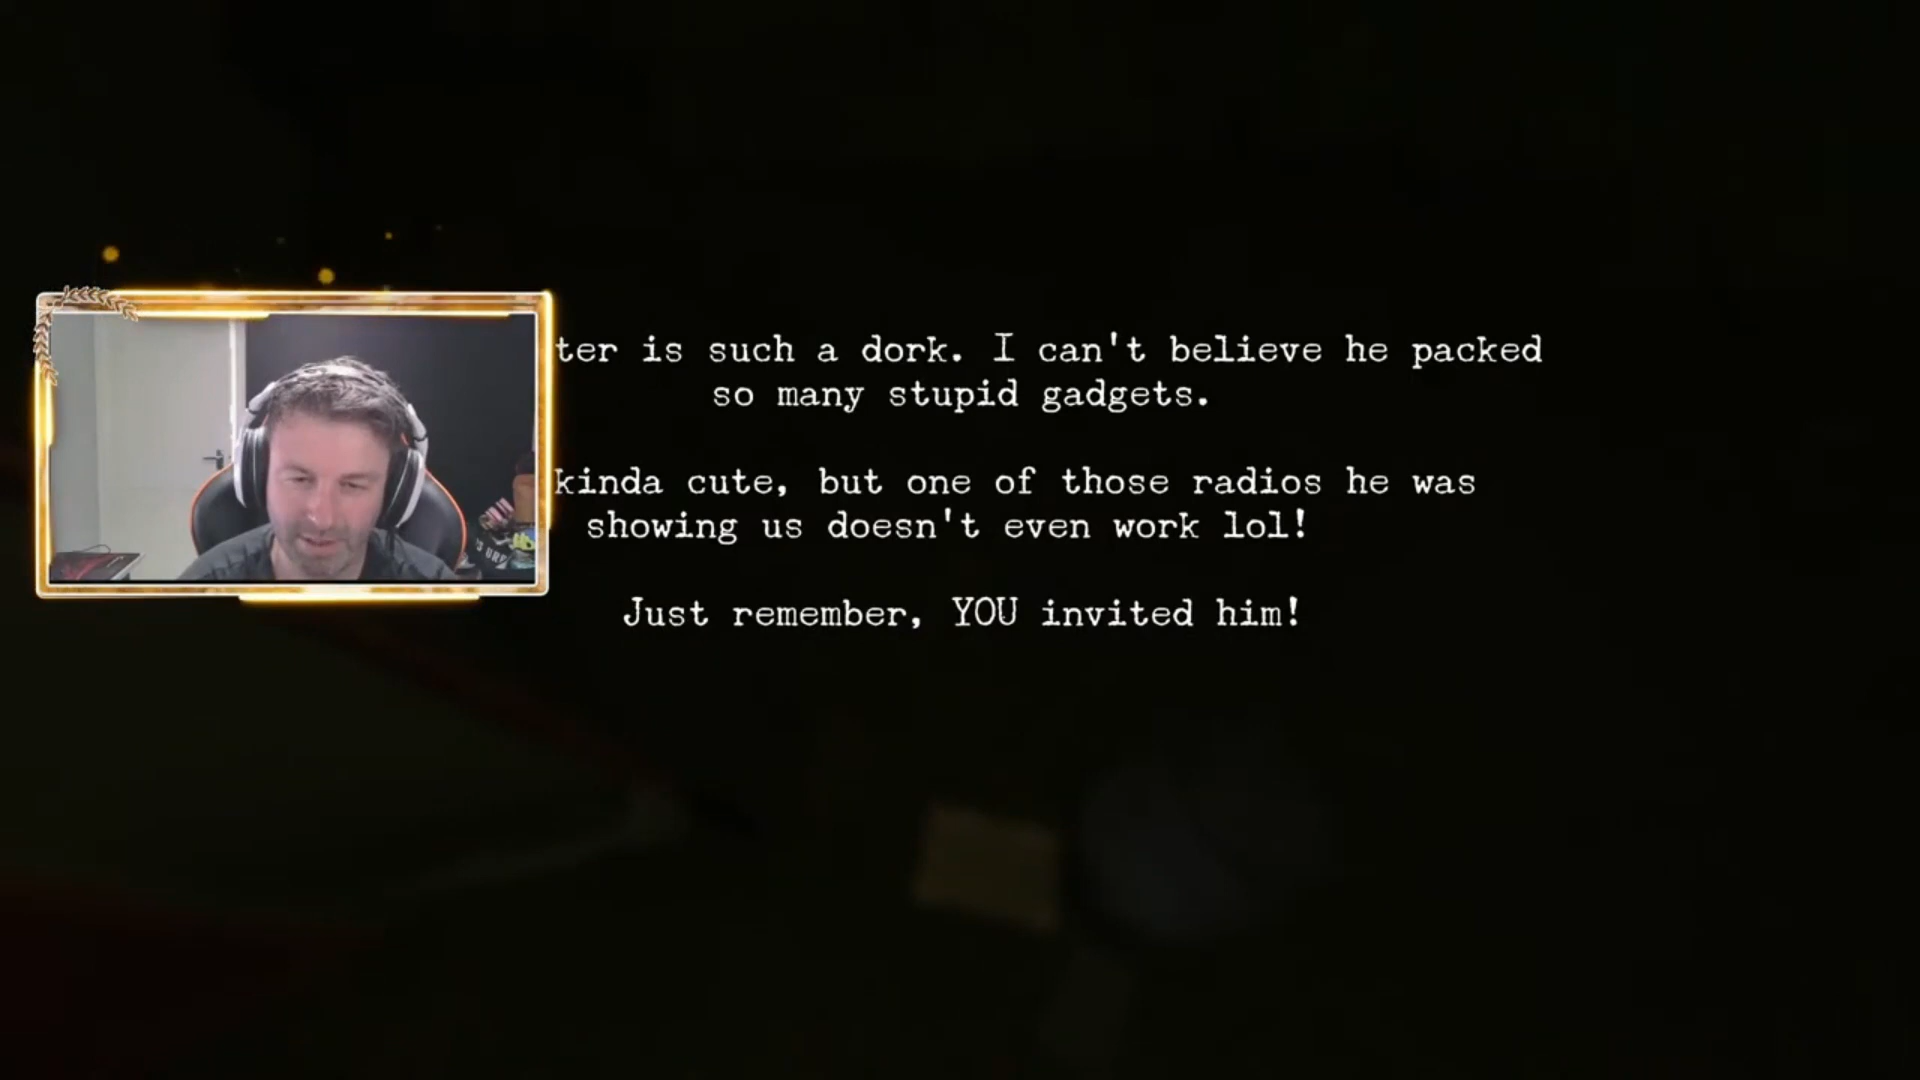 is such a dork. I can't believe he packed
so many stupid gadgets.
kinda cute, but one of those radios he was
showing us doesn't even work lol!
Just remember, YOU invited him!